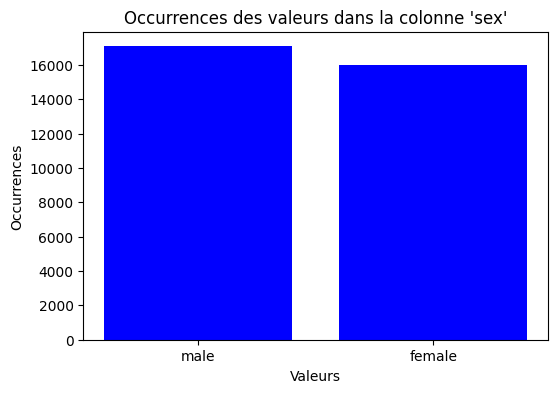 Occurrences des valeurs dans la colonne 'sex'
16000
14000
12000
10000
8000
6000
4000
2000
0
Occurrences
male female
Valeurs